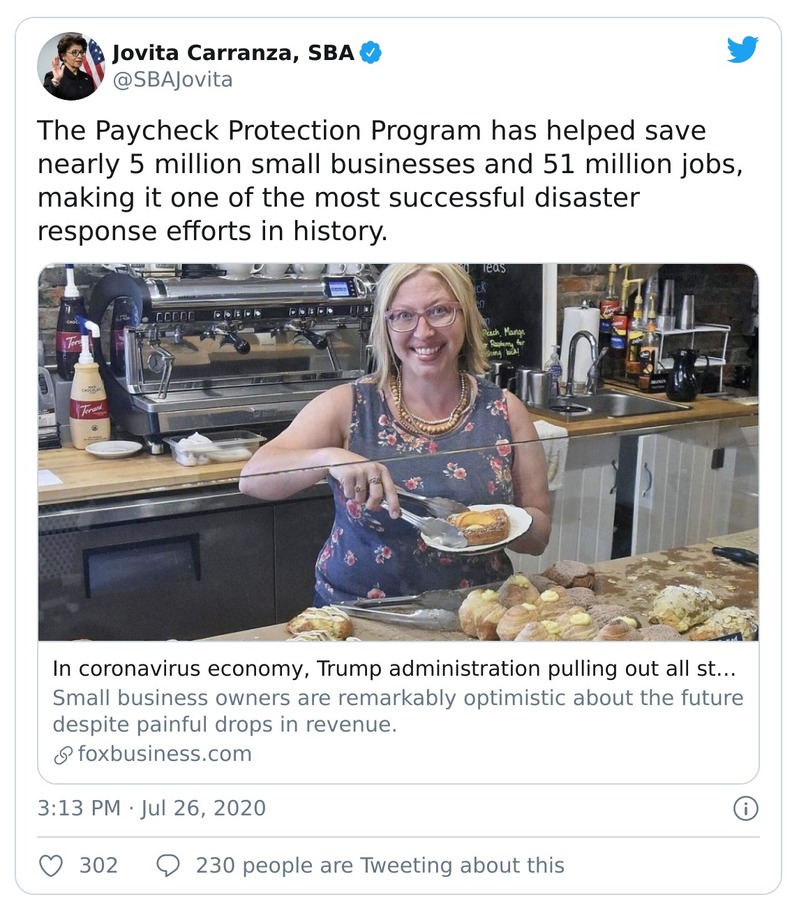 Jovita Carranza, SBA
@SBAJovita
The Paycheck Protection Program has helped save
nearly 5 million small businesses and 51 million jobs,
making it one of the most successful disaster
response efforts in history.
Teas
Peach, Mango
or Raspberry for
Torani
Torani
In coronavirus economy, Trump administration pulling out all st...
Small business owners are remarkably optimistic about the future
despite painful drops in revenue.
foxbusiness.com
3:13 PM · Jul 26, 2020
302
230 people are Tweeting about this